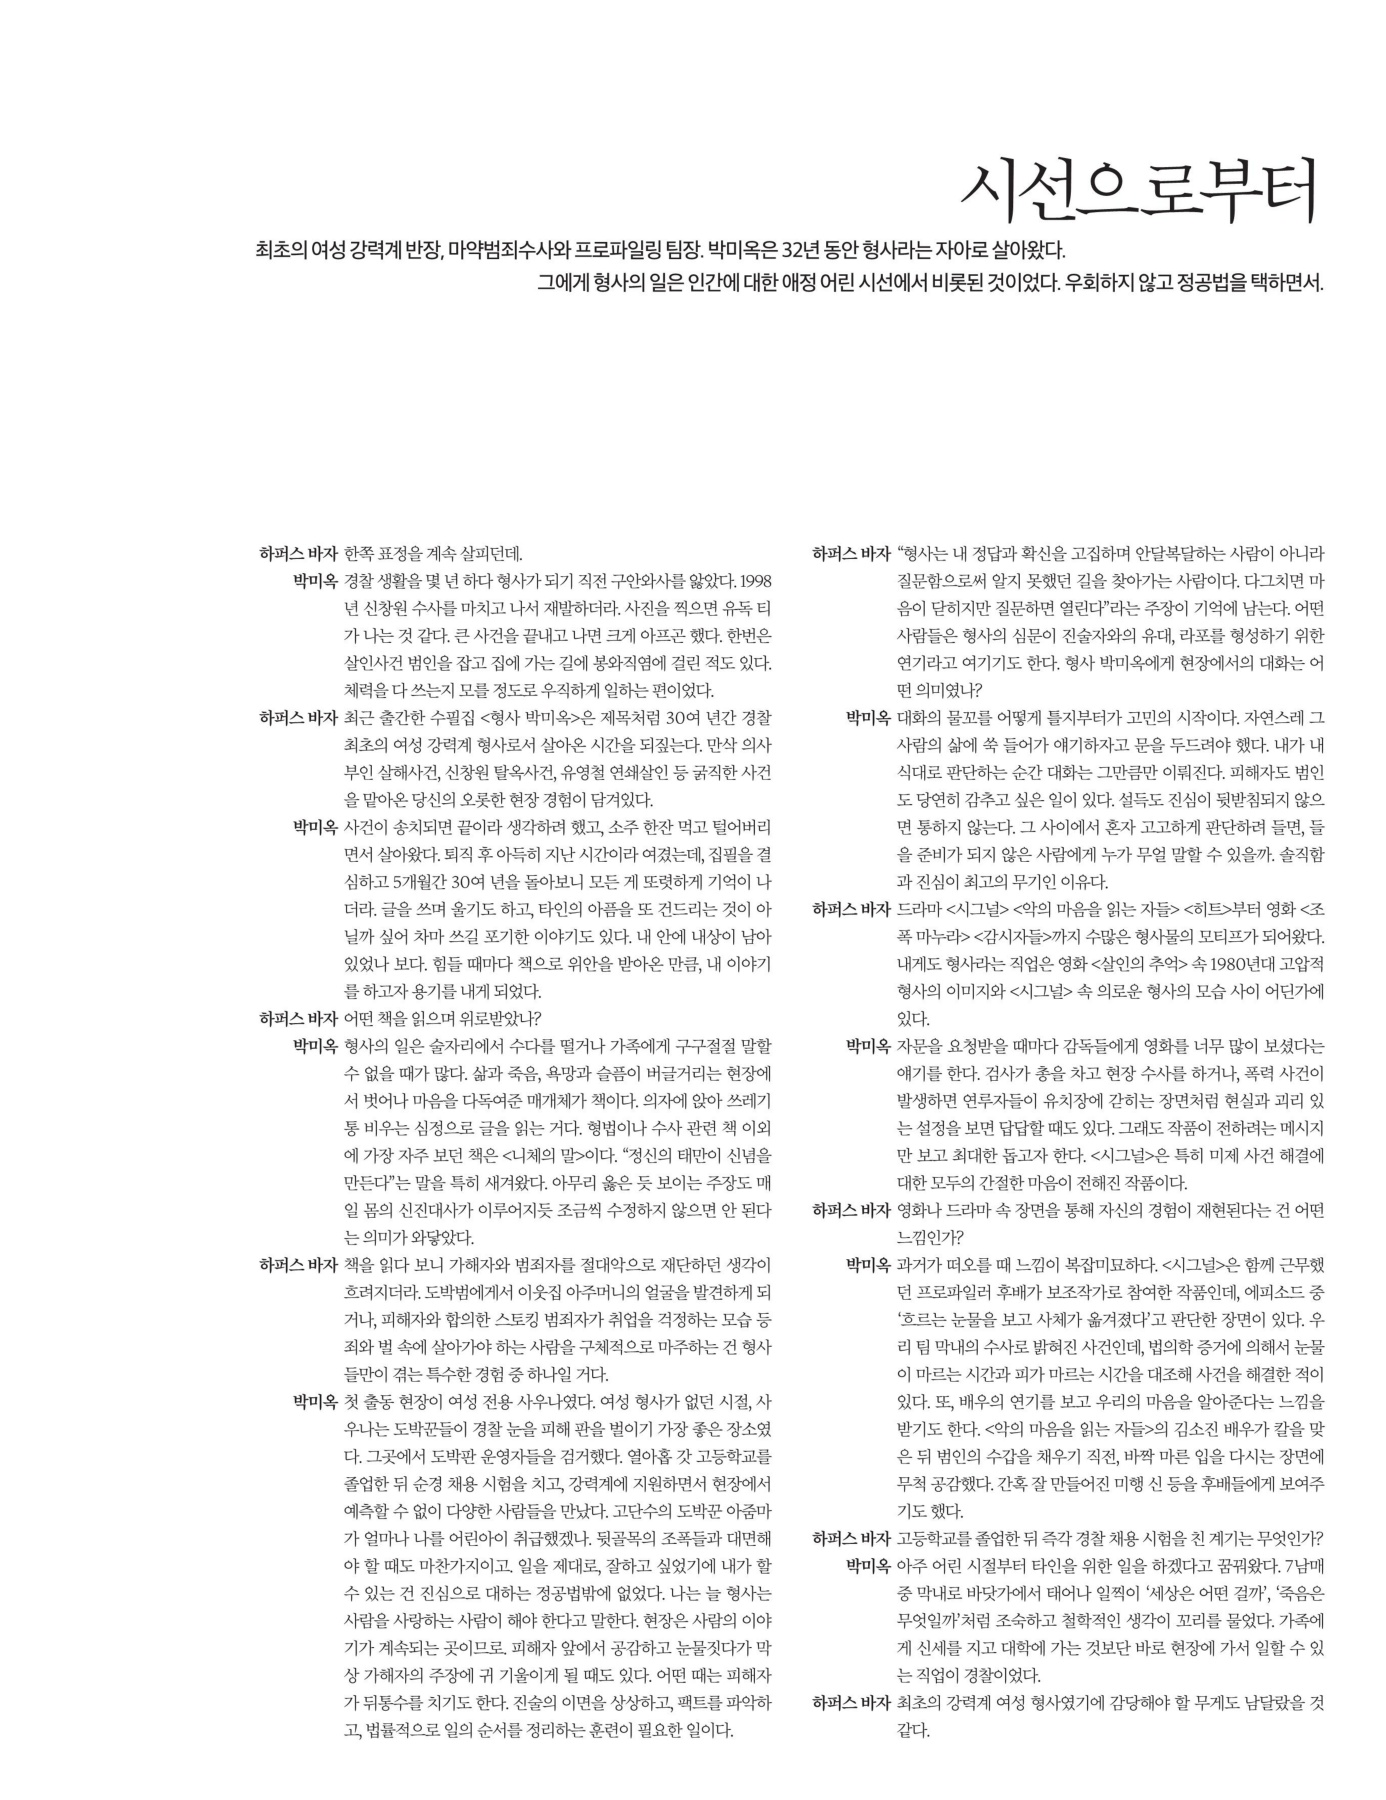 시선으로부터
최초의 여성 강력계 반장, 마약범죄수사와 프로파일링 팀장. 박미옥은 32년 동안 형사라는 자아로 살아왔다.
그에게 형사의 일은 인간에 대한 애정 어린 시선에서 비롯된 것이었다. 우회하지 않고 정공법을 택하면서.
하퍼스 바자 한쪽 표정을 계속 살피던데.
박미옥 경찰 생활을 몇 년 하다 형사가 되기 직전 구안와사를 앓았다. 1998
년 신창원 수사를 마치고 나서 재발하더라. 사진을 찍으면 유독 티
가 나는 것 같다. 큰 사건을 끝내고 나면 크게 아프곤 했다. 한번은
살인사건 범인을 잡고 집에 가는 길에 봉와직염에 걸린 적도 있다.
체력을 다 쓰는지 모를 정도로 우직하게 일하는 편이었다.
하퍼스 바자 최근 출간한 수필집 <형사 박미옥>은 제목처럼 30여 년간 경찰
최초의 여성 강력계 형사로서 살아온 시간을 되짚는다. 만삭 의사
부인 살해사건, 신창원 탈옥사건, 유영철 연쇄살인 등 굵직한 사건
을 맡아온 당신의 오롯한 현장 경험이 담겨있다.
박미옥 사건이 송치되면 끝이라 생각하려 했고, 소주 한잔 먹고 털어버리
면서 살아왔다. 퇴직 후 아득히 지난 시간이라 여겼는데, 집필을 결
심하고 5개월간 30여 년을 돌아보니 모든 게 또렷하게 기억이 나
더라. 글을 쓰며 울기도 하고, 타인의 아픔을 또 건드리는 것이 아
닐까 싶어 차마 쓰길 포기한 이야기도 있다. 내 안에 내상이 남아
있었나 보다. 힘들 때마다 책으로 위안을 받아온 만큼, 내 이야기
를 하고자 용기를 내게 되었다.
하퍼스 바자 어떤 책을 읽으며 위로받았나?
박미옥 형사의 일은 술자리에서 수다를 떨거나 가족에게 구구절절 말할
수 없을 때가 많다. 삶과 죽음, 욕망과 슬픔이 버글거리는 현장에
서 벗어나 마음을 다독여준 매개체가 책이다. 의자에 앉아 쓰레기
통 비우는 심정으로 글을 읽는 거다. 형법이나 수사 관련 책 이외
에 가장 자주 보던 책은 <니체의 말>이다. “정신의 태만이 신념을
만든다”는 말을 특히 새겨왔다. 아무리 옳은 듯 보이는 주장도 매
일 몸의 신진대사가 이루어지듯 조금씩 수정하지 않으면 안 된다
는 의미가 와닿았다.
하퍼스 바자 책을 읽다 보니 가해자와 범죄자를 절대악으로 재단하던 생각이
흐려지더라. 도박범에게서 이웃집 아주머니의 얼굴을 발견하게 되
거나, 피해자와 합의한 스토킹 범죄자가 취업을 걱정하는 모습 등
죄와 벌 속에 살아가야 하는 사람을 구체적으로 마주하는 건 형사
들만이 겪는 특수한 경험 중 하나일 거다.
박미옥 첫 출동 현장이 여성 전용 사우나였다. 여성 형사가 없던 시절, 사
우나는 도박꾼들이 경찰 눈을 피해 판을 벌이기 가장 좋은 장소였
다. 그곳에서 도박판 운영자들을 검거했다. 열아홉 갓 고등학교를
졸업한 뒤 순경 채용 시험을 치고, 강력계에 지원하면서 현장에서
예측할 수 없이 다양한 사람들을 만났다. 고단수의 도박꾼 아줌마
가 얼마나 나를 어린아이 취급했겠나. 뒷골목의 조폭들과 대면해
야 할 때도 마찬가지이고. 일을 제대로, 잘하고 싶었기에 내가 할
수 있는 건 진심으로 대하는 정공법밖에 없었다. 나는 늘 형사는
사람을 사랑하는 사람이 해야 한다고 말한다. 현장은 사람의 이야
기가 계속되는 곳이므로. 피해자 앞에서 공감하고 눈물짓다가 막
상 가해자의 주장에 귀 기울이게 될 때도 있다. 어떤 때는 피해자
가 뒤통수를 치기도 한다. 진술의 이면을 상상하고, 팩트를 파악하
고, 법률적으로 일의 순서를 정리하는 훈련이 필요한 일이다.
하퍼스 바자 “형사는 내 정답과 확신을 고집하며 안달복달하는 사람이 아니라
질문함으로써 알지 못했던 길을 찾아가는 사람이다. 다그치면 마
음이 닫히지만 질문하면 열린다”라는 주장이 기억에 남는다. 어떤
사람들은 형사의 심문이 진술자와의 유대, 라포를 형성하기 위한
연기라고 여기기도 한다. 형사 박미옥에게 현장에서의 대화는 어
떤 의미였나?
박미옥 대화의 물꼬를 어떻게 틀지부터가 고민의 시작이다. 자연스레 그
사람의 삶에 쑥 들어가 얘기하자고 문을 두드려야 했다. 내가 내
식대로 판단하는 순간 대화는 그만큼만 이뤄진다. 피해자도 범인
도 당연히 감추고 싶은 일이 있다. 설득도 진심이 뒷받침되지 않으
면 통하지 않는다. 그 사이에서 혼자 고고하게 판단하려 들면, 들
을 준비가 되지 않은 사람에게 누가 무얼 말할 수 있을까. 솔직함
과 진심이 최고의 무기인 이유다.
하퍼스 바자 드라마 <시그널> <악의 마음을 읽는 자들> <히트>부터 영화 <조
폭 마누라> <감시자들>까지 수많은 형사물의 모티프가 되어왔다.
내게도 형사라는 직업은 영화 <살인의 추억> 속 1980년대 고압적
형사의 이미지와 <시그널> 속 의로운 형사의 모습 사이 어딘가에
있다.
박미옥 자문을 요청받을 때마다 감독들에게 영화를 너무 많이 보셨다는
얘기를 한다. 검사가 총을 차고 현장 수사를 하거나, 폭력 사건이
발생하면 연루자들이 유치장에 갇히는 장면처럼 현실과 괴리 있
는 설정을 보면 답답할 때도 있다. 그래도 작품이 전하려는 메시지
만 보고 최대한 돕고자 한다. <시그널>은 특히 미제 사건 해결에
대한 모두의 간절한 마음이 전해진 작품이다.
하퍼스 바자 영화나 드라마 속 장면을 통해 자신의 경험이 재현된다는 건 어떤
느낌인가?
박미옥 과거가 떠오를 때 느낌이 복잡미묘하다. <시그널>은 함께 근무했
던 프로파일러 후배가 보조작가로 참여한 작품인데, 에피소드 중
‘흐르는 눈물을 보고 사체가 옮겨졌다’고 판단한 장면이 있다. 우
리 팀 막내의 수사로 밝혀진 사건인데, 법의학 증거에 의해서 눈물
이 마르는 시간과 피가 마르는 시간을 대조해 사건을 해결한 적이
있다. 또, 배우의 연기를 보고 우리의 마음을 알아준다는 느낌을
받기도 한다. <악의 마음을 읽는 자들>의 김소진 배우가 칼을 맞
은 뒤 범인의 수갑을 채우기 직전, 바짝 마른 입을 다시는 장면에
무척 공감했다. 간혹 잘 만들어진 미행 신 등을 후배들에게 보여주
기도 했다.
하퍼스 바자 고등학교를 졸업한 뒤 즉각 경찰 채용 시험을 친 계기는 무엇인가?
박미옥 아주 어린 시절부터 타인을 위한 일을 하겠다고 꿈꿔왔다. 7남매
중 막내로 바닷가에서 태어나 일찍이 ‘세상은 어떤 걸까’, ‘죽음은
무엇일까’처럼 조숙하고 철학적인 생각이 꼬리를 물었다. 가족에
게 신세를 지고 대학에 가는 것보단 바로 현장에 가서 일할 수 있
는 직업이 경찰이었다.
하퍼스 바자 최초의 강력계 여성 형사였기에 감당해야 할 무게도 남달랐을 것
같다.